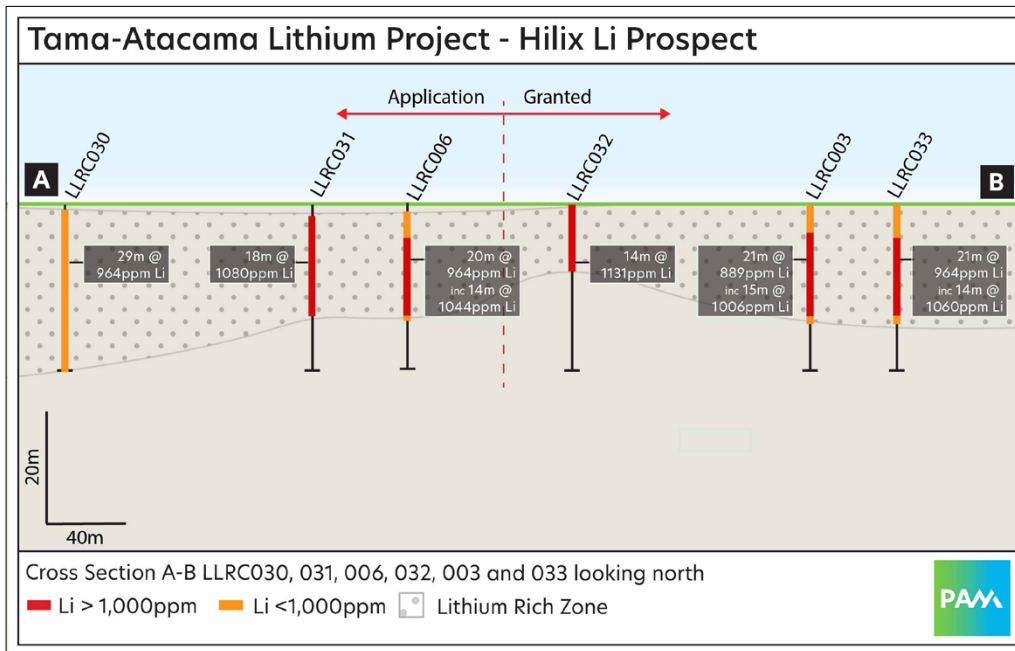 Tama-Atacama Lithium Project - Hilix Li Prospect
Application
Granted
A
LLRC030
LLRC031
LLRC006
LLRC032
LLRC003
LLRC033
B
29m @
964ppm Li
18m @
1080ppm Li
20m @
964ppm Li
inc 14m @
1044ppm Li
14m @
1131ppm Li
21m @
889ppm Li
inc 15m @
1006ppm Li
21m @
964ppm Li
inc 14m @
1060ppm Li
20m
40m
Cross Section A-B LLRC030, 031, 006, 032, 003 and 033 looking north
Li > 1,000ppm
Li <1,000ppm
Lithium Rich Zone
PAM